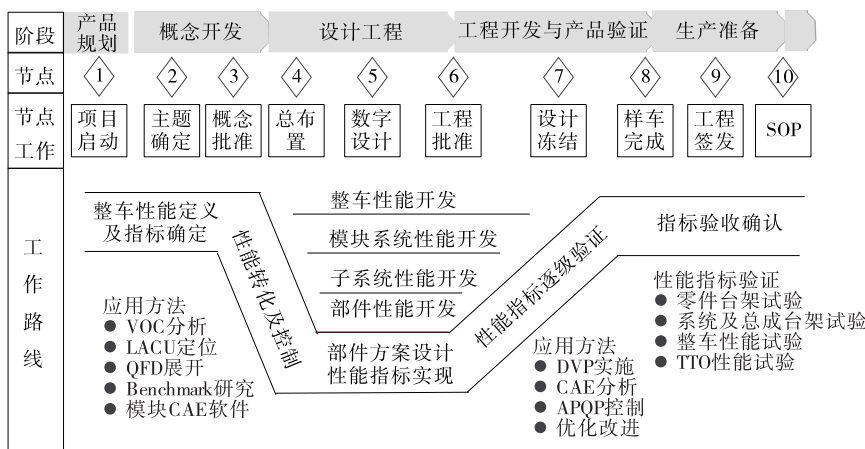 阶段
产品
规划
概念开发
设计工程
工程开发与产品验证
生产准备
节点
1
2
3
4
5
6
7
8
9
10
节点
工作
项目
启动
主题
确定
概念
批准
总布
置
数字
设计
工程
批准
设计
冻结
样车
完成
工程
签发
SOP
工作路线
整车性能定义
及指标确定
性能转化及控制
整车性能开发
模块系统性能开发
子系统性能开发
部件性能开发
部件方案设计
性能指标实现
性能指标逐级验证
指标验收确认
应用方法
● VOC分析
● LACU定位
● QFD展开
● Benchmark研究
● 模块CAE软件
应用方法
● DVP实施
● CAE分析
● APQP控制
● 优化改进
性能指标验证
● 零件台架试验
● 系统及总成台架试验
● 整车性能试验
● TTO性能试验